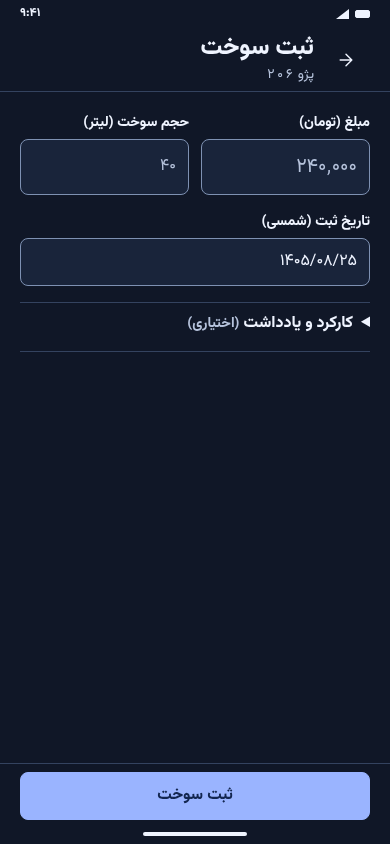 ۹:۴۱
ثبت سوخت
پژو ۲۰۶
مبلغ (تومان)
۲۴۰,۰۰۰
حجم سوخت (لیتر)
۴۰
تاریخ ثبت (شمسی)
۱۴۰۵/۰۸/۲۵
◀ کارکرد و یادداشت (اختیاری)
ثبت سوخت